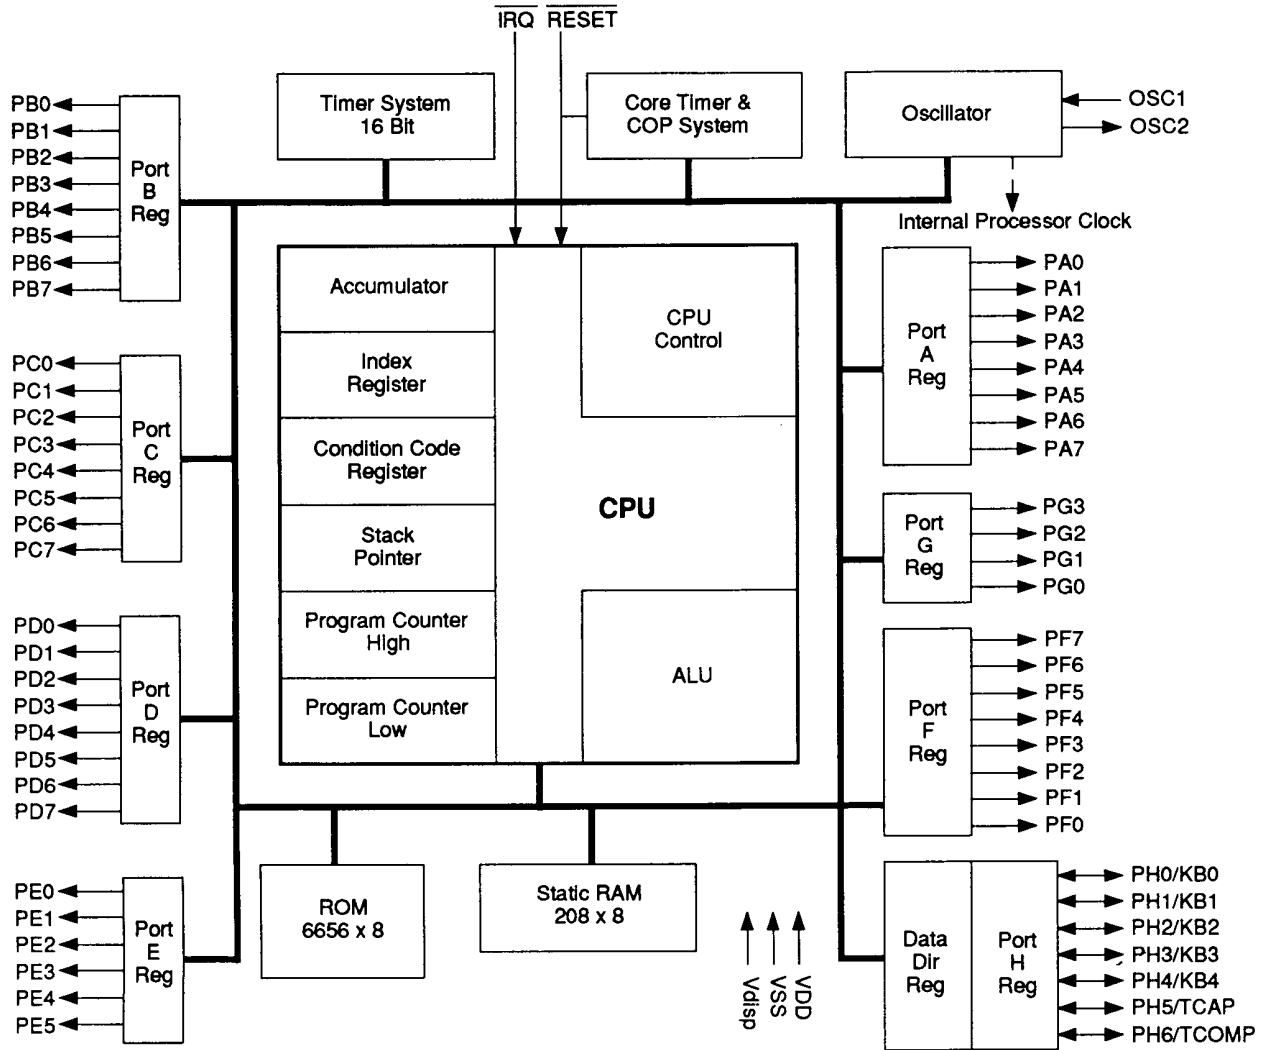 IRQ RESET
Timer System
16 Bit
Core Timer &
COP System
Oscillator
OSC1
OSC2
Internal Processor Clock
PB0
PB1
PB2
PB3
PB4
PB5
PB6
PB7
Port
B
Reg
PC0
PC1
PC2
PC3
PC4
PC5
PC6
PC7
Port
C
Reg
PD0
PD1
PD2
PD3
PD4
PD5
PD6
PD7
Port
D
Reg
PE0
PE1
PE2
PE3
PE4
PE5
Port
E
Reg
Accumulator
Index
Register
Condition Code
Register
Stack
Pointer
Program Counter
High
Program Counter
Low
CPU
Control
CPU
ALU
ROM
6656 x 8
Static RAM
208 x 8
Vdisp
VSS
VDD
Port
A
Reg
PA0
PA1
PA2
PA3
PA4
PA5
PA6
PA7
Port
G
Reg
PG3
PG2
PG1
PG0
Port
F
Reg
PF7
PF6
PF5
PF4
PF3
PF2
PF1
PF0
Data
Dir
Reg
Port
H
Reg
PH0/KB0
PH1/KB1
PH2/KB2
PH3/KB3
PH4/KB4
PH5/TCAP
PH6/TCOMP